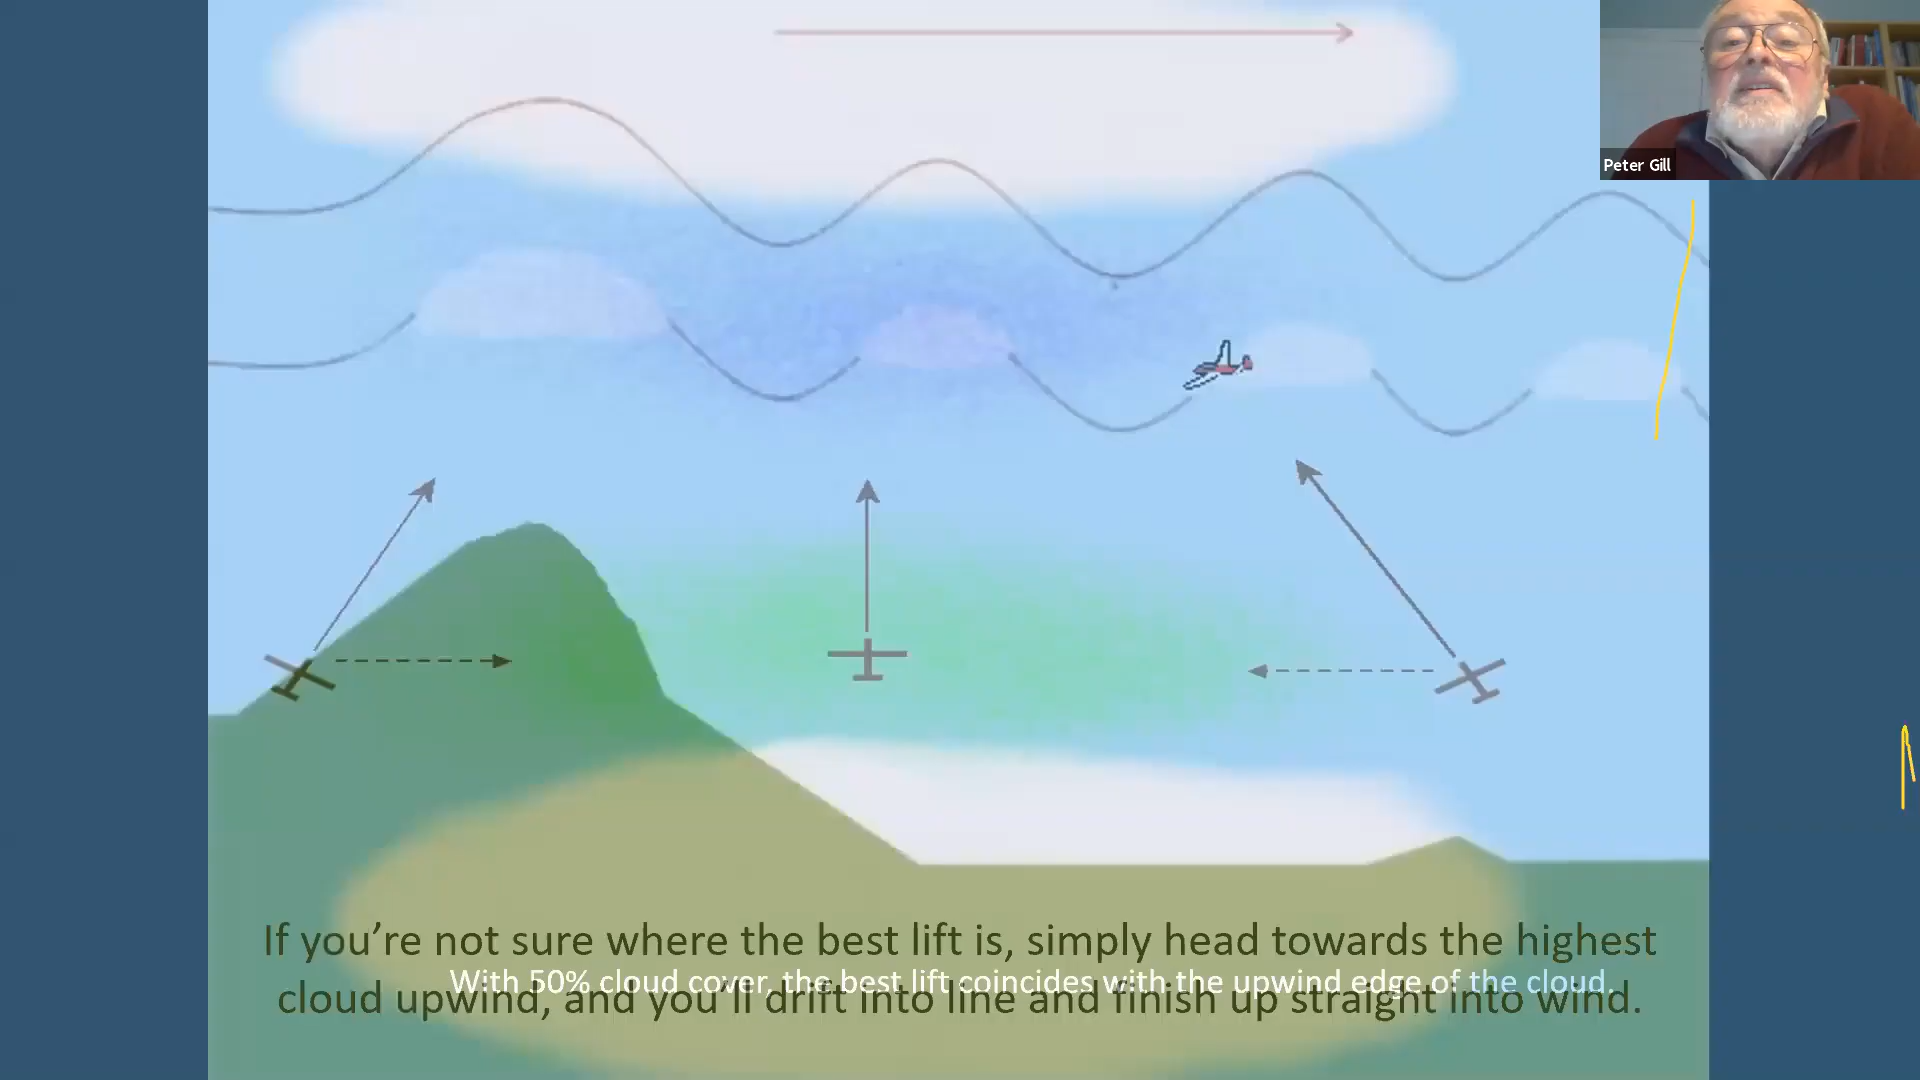 Peter Gill
If you're not sure where the best lift is, simply head towards the highest
With 50% cloud cover, the best lift coincides with the upwind edge of the cloud.
cloud upwind, and you'll drift into line and finish up straight into wind.